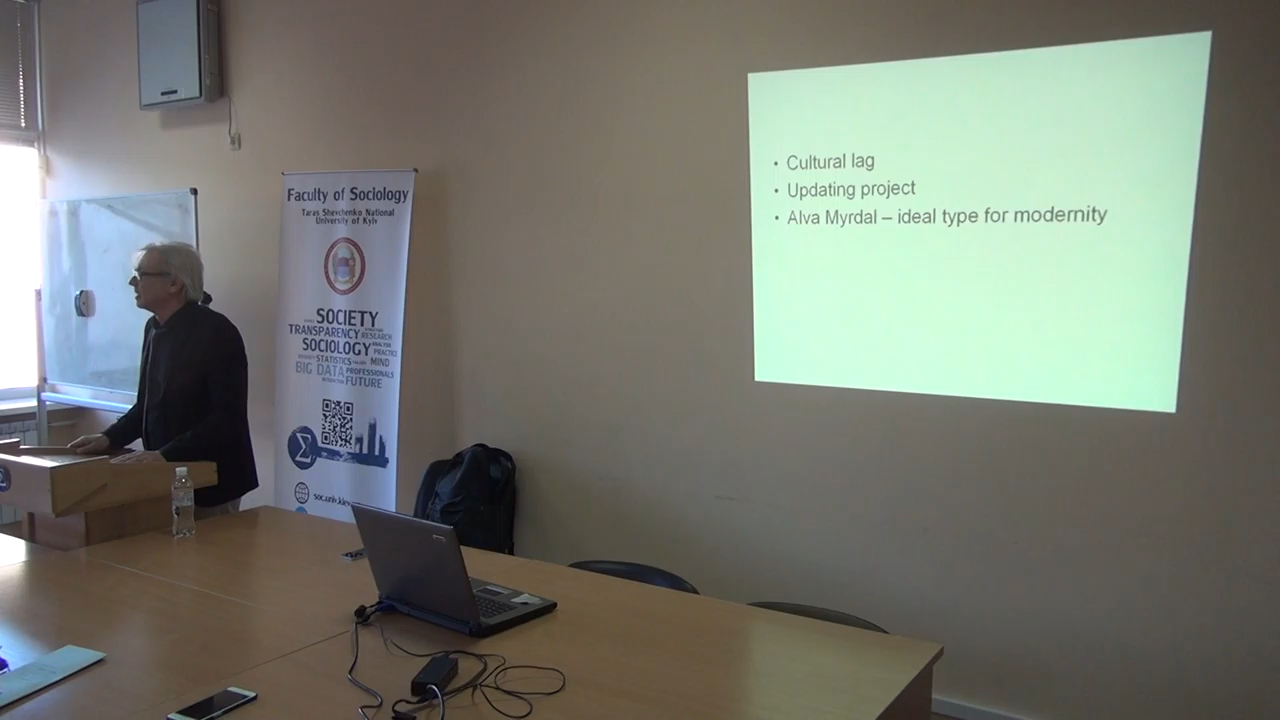 Faculty of Sociology
Taras Shevchenko National
University of Kyiv
SOCIETY
TRANSPARENCY RESEARCH
SOCIOLOGY PRACTICE
STATISTICS MIND
BIG DATA PROFESSIONALS
FUTURE
Σ
• Cultural lag
• Updating project
• Alva Myrdal – ideal type for modernity